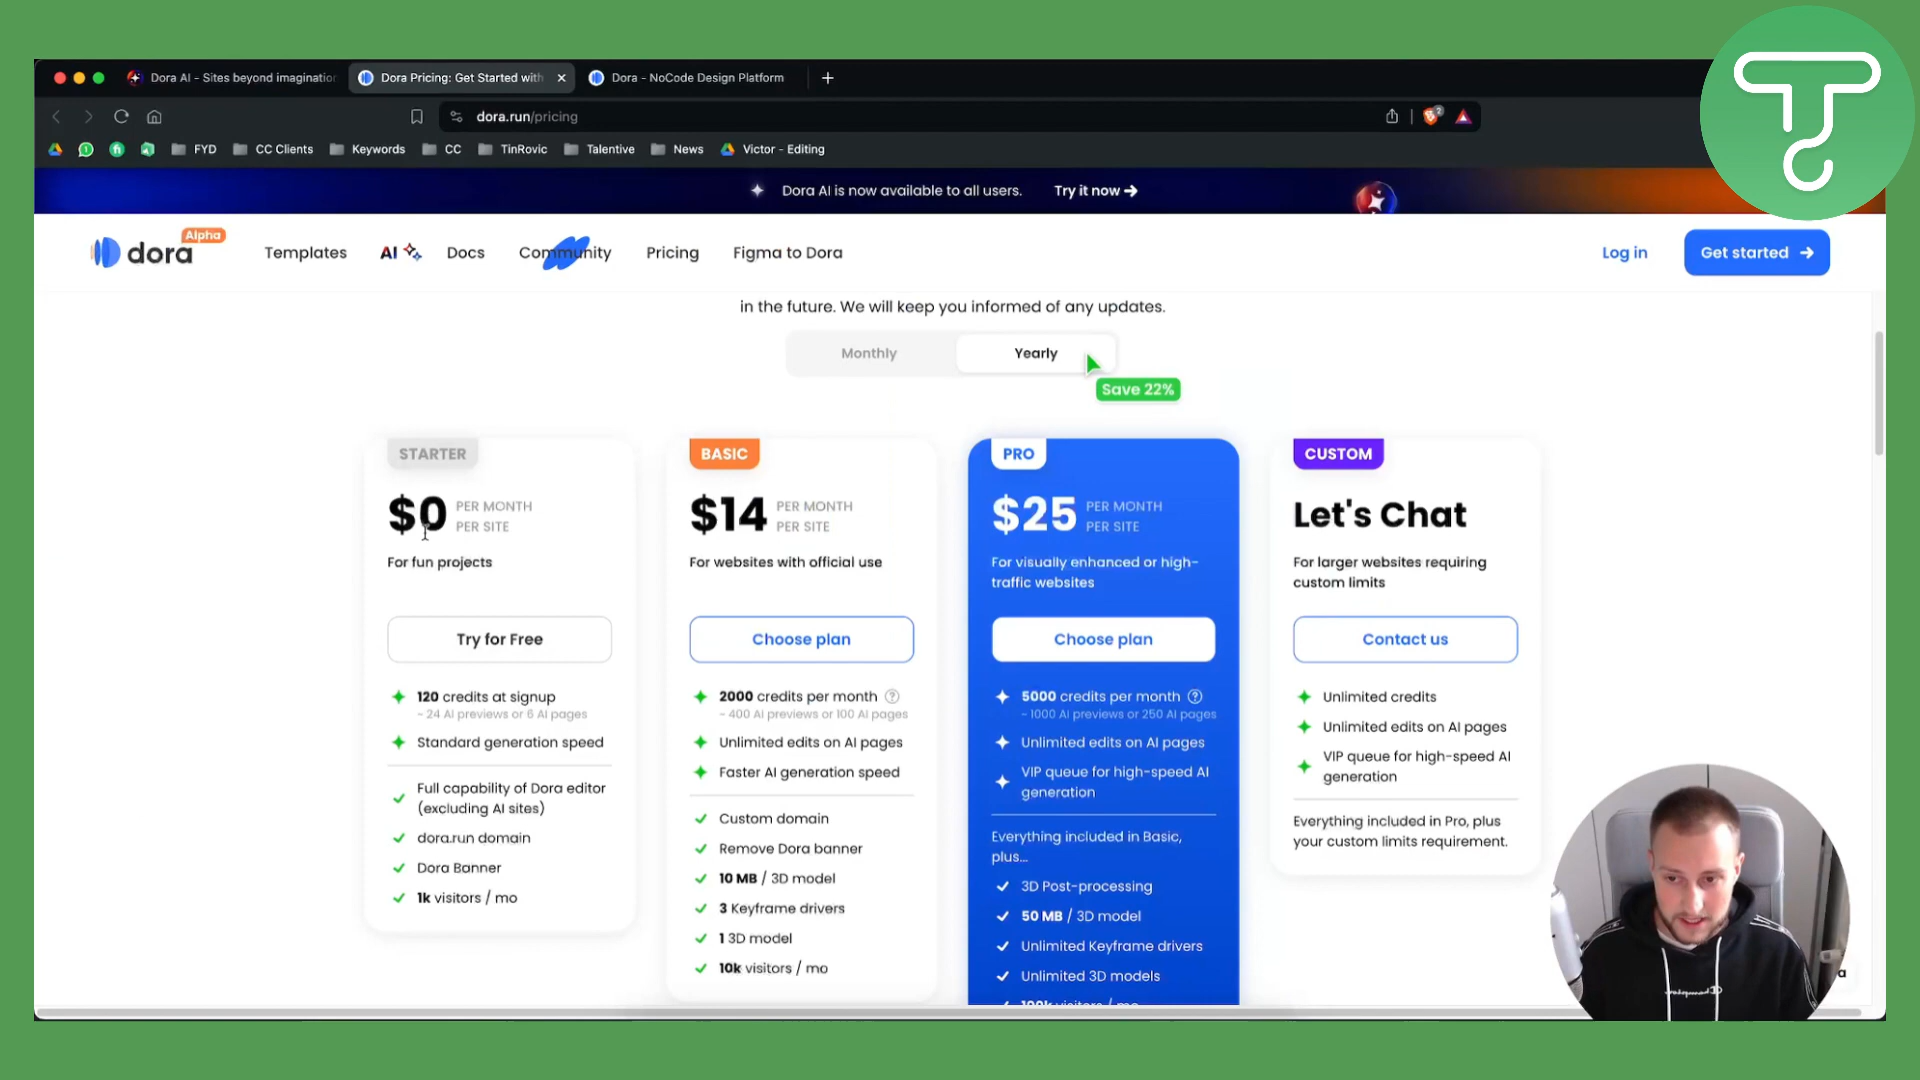 Dora AI - Sites beyond imagination
Dora Pricing: Get Started with
Dora - NoCode Design Platform
dora.run/pricing
FYD
CC Clients
Keywords
CC
TinRovic
Talentive
News
Victor - Editing
Dora AI is now available to all users. Try it now →
dora
Alpha
Templates
AI
Docs
Community
Pricing
Figma to Dora
Log in
Get started →
in the future. We will keep you informed of any updates.
Monthly
Yearly
Save 22%
STARTER
$0 PER MONTH
PER SITE
For fun projects
Try for Free
120 credits at signup
~ 24 AI previews or 6 AI pages
Standard generation speed
Full capability of Dora editor
(excluding AI sites)
dora.run domain
Dora Banner
1k visitors / mo
BASIC
$14 PER MONTH
PER SITE
For websites with official use
Choose plan
2000 credits per month
~ 400 AI previews or 100 AI pages
Unlimited edits on AI pages
Faster AI generation speed
Custom domain
Remove Dora banner
10 MB / 3D model
3 Keyframe drivers
1 3D model
10k visitors / mo
PRO
$25 PER MONTH
PER SITE
For visually enhanced or high-
traffic websites
Choose plan
5000 credits per month
~ 1000 AI previews or 250 AI pages
Unlimited edits on AI pages
VIP queue for high-speed AI
generation
Everything included in Basic,
plus...
3D Post-processing
50 MB / 3D model
Unlimited Keyframe drivers
Unlimited 3D models
100k visitors / mo
CUSTOM
Let's Chat
For larger websites requiring
custom limits
Contact us
Unlimited credits
Unlimited edits on AI pages
VIP queue for high-speed AI
generation
Everything included in Pro, plus
your custom limits requirement.